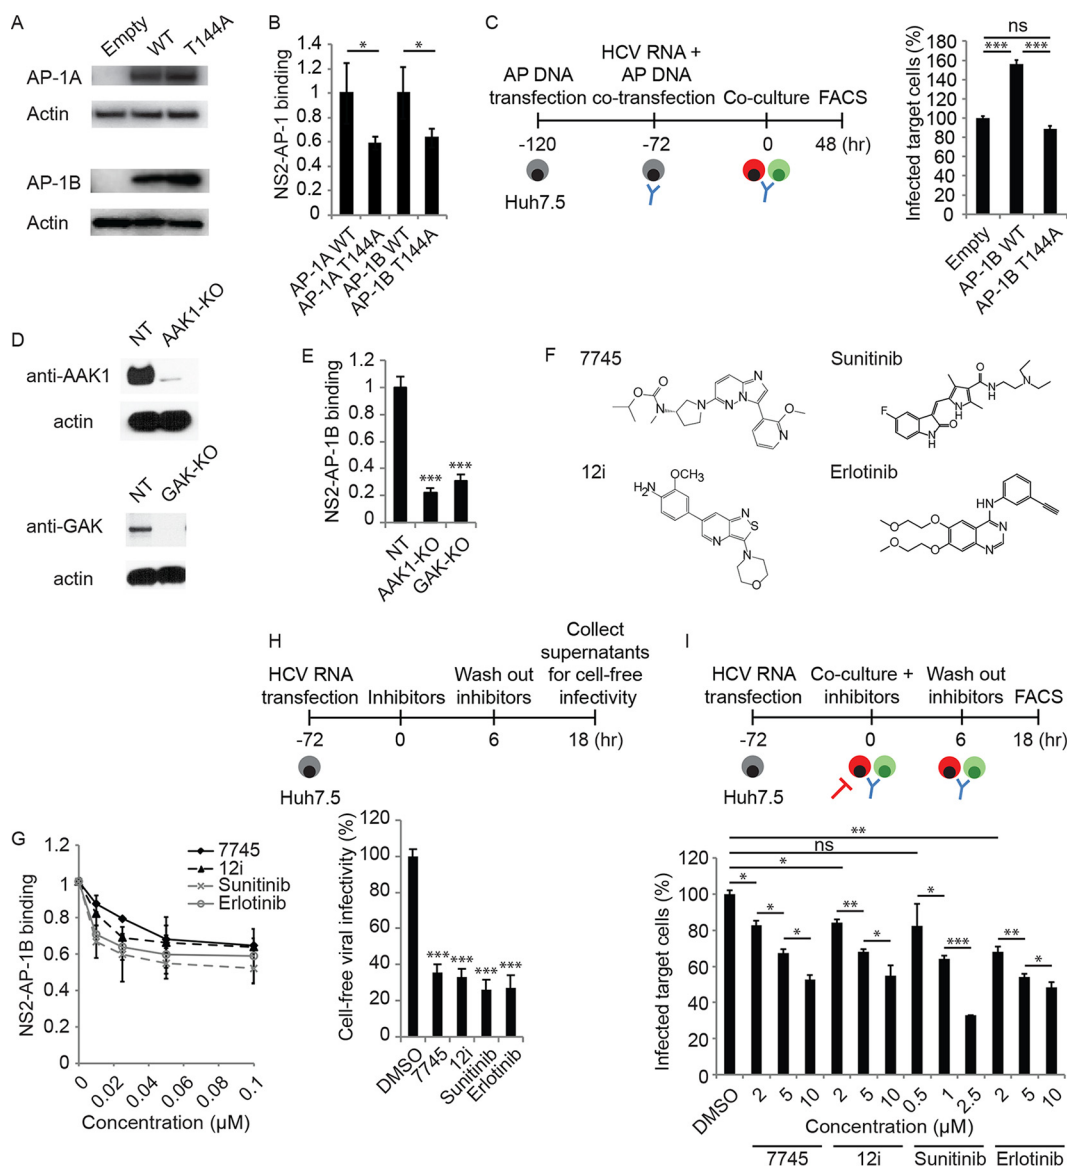 A
Empty
WT
T144A
AP-1A
Actin
AP-1B
Actin
B
NS2-AP-1 binding
1.4
1.2
1
0.8
0.6
0.4
0.2
0
*
*
AP-1A WT
AP-1A T144A
AP-1B WT
AP-1B T144A
C
AP DNA
transfection
HCV RNA +
AP DNA
co-transfection
Co-culture
FACS
-120
-72
0
48 (hr)
Huh7.5
Infected target cells (%)
180
160
140
120
100
80
60
40
20
0
ns
***
***
Empty
AP-1B WT
AP-1B T144A
D
NT
AAK1-KO
anti-AAK1
actin
NT
GAK-KO
anti-GAK
actin
E
NS2-AP-1B binding
1.2
1
0.8
0.6
0.4
0.2
0
***
***
NT
AAK1-KO
GAK-KO
F
7745
O
O
N
N
N
N
N
O
N
Sunitinib
F
N
H
O
N
H
O
N
H
N
12i
H2N
OCH3
N
N
S
N
O
Erlotinib
O
O
O
O
HN
N
N
G
NS2-AP-1B binding
1.2
1
0.8
0.6
0.4
0.2
0
7745
12i
Sunitinib
Erlotinib
0
0.02
0.04
0.06
0.08
0.1
Concentration (µM)
H
HCV RNA
transfection
Inhibitors
Wash out
inhibitors
Collect
supernatants
for cell-free
infectivity
-72
0
6
18 (hr)
Huh7.5
Cell-free viral infectivity (%)
120
100
80
60
40
20
0
***
***
***
***
DMSO
7745
12i
Sunitinib
Erlotinib
I
HCV RNA
transfection
Co-culture +
inhibitors
Wash out
inhibitors
FACS
-72
0
6
18 (hr)
Huh7.5
Infected target cells (%)
120
100
80
60
40
20
0
**
ns
*
*
*
*
**
*
*
***
**
*
DMSO
2
5
10
2
5
10
0.5
1
2.5
2
5
10
Concentration (µM)
7745
12i
Sunitinib
Erlotinib